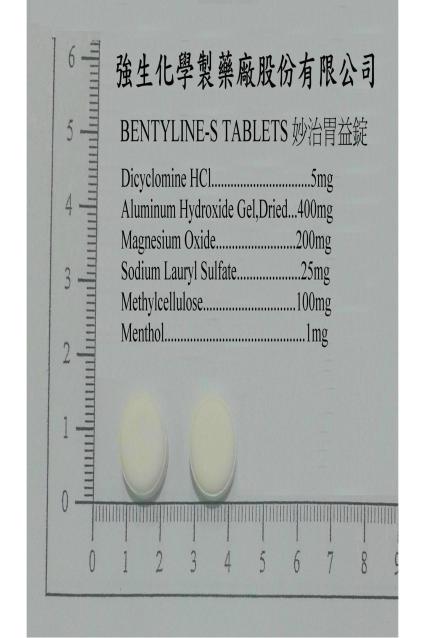 強生化學製藥廠股份有限公司
BENTYLINE-S TABLETS 妙治胃益錠
Dicyclomine HCl...............................5mg
Aluminum Hydroxide Gel,Dried...400mg
Magnesium Oxide.........................200mg
Sodium Lauryl Sulfate....................25mg
Methylcellulose.............................100mg
Menthol............................................1mg
6
5
4
3
2
1
0
0 1 2 3 4 5 6 7 8